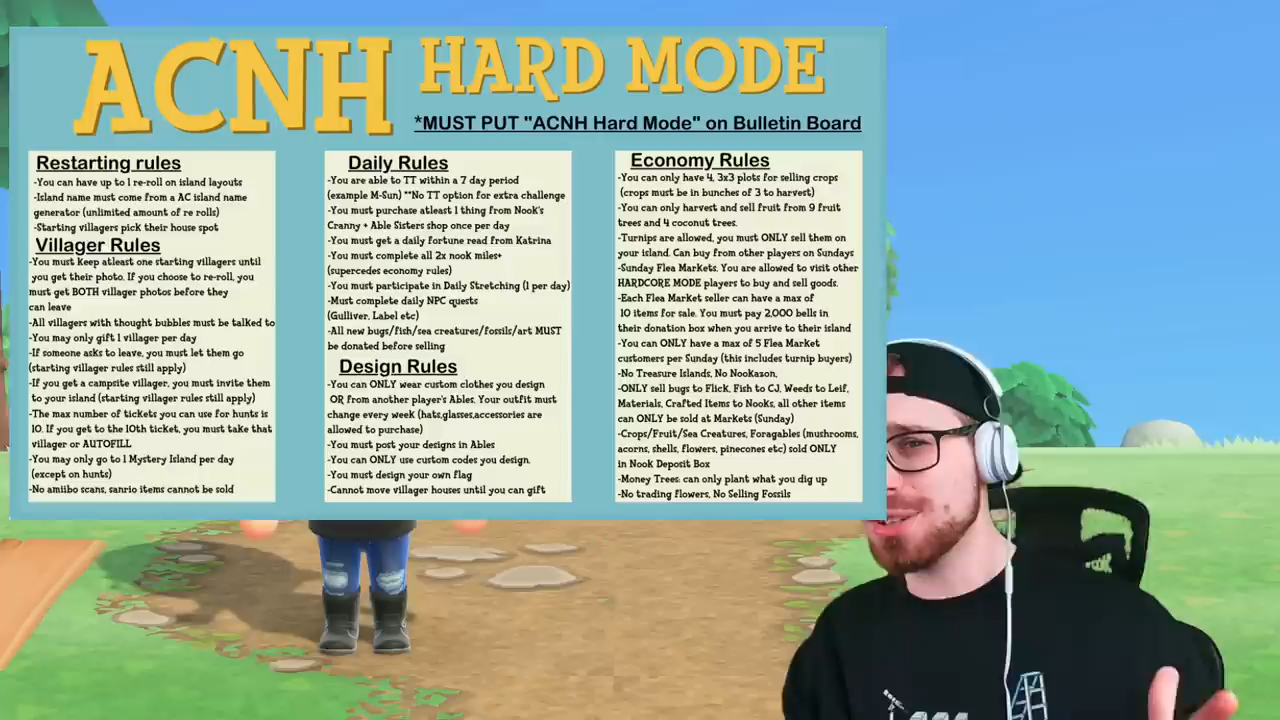 ACNH HARD MODE
*MUST PUT "ACNH Hard Mode" on Bulletin Board
Restarting rules
-You can have up to 1 re-roll on island layouts
-Island name must come from a AC island name
generator (unlimited amount of re rolls)
-Starting villagers pick their house spot
Villager Rules
-You must keep atleast one starting villagers until
you get their photo. If you choose to re-roll, you
must get BOTH villager photos before they
can leave
-All villagers with thought bubbles must be talked to
-You may only gift 1 villager per day
-If someone asks to leave, you must let them go
(starting villager rules still apply)
-If you get a campsite villager, you must invite them
to your island (starting villager rules still apply)
-The max number of tickets you can use for hunts is
10. If you get to the 10th ticket, you must take that
villager or AUTOFILL
-You may only go to 1 Mystery Island per day
(except on hunts)
-No amiibo scans, sanrio items cannot be sold
Daily Rules
-You are able to TT within a 7 day period
(example M-Sun) **No TT option for extra challenge
-You must purchase atleast 1 thing from Nook's
Cranny + Able Sisters shop once per day
-You must get a daily fortune read from Katrina
-You must complete all 2x nook miles+
(supercedes economy rules)
-You must participate in Daily Stretching (1 per day)
-Must complete daily NPC quests
(Gulliver, Label etc)
-All new bugs/fish/sea creatures/fossils/art MUST
be donated before selling
Design Rules
-You can ONLY wear custom clothes you design
OR from another player's Ables. Your outfit must
change every week (hats,glasses,accessories are
allowed to purchase)
-You must post your designs in Ables
-You can ONLY use custom codes you design.
-You must design your own flag
-Cannot move villager houses until you can gift
Economy Rules
-You can only have 4, 3x3 plots for selling crops
(crops must be in bunches of 3 to harvest)
-You can only harvest and sell fruit from 9 fruit
trees and 4 coconut trees.
-Turnips are allowed, you must ONLY sell them on
your island. Can buy from other players on Sundays
-Sunday Flea Markets. You are allowed to visit other
HARDCORE MODE players to buy and sell goods.
-Each Flea Market seller can have a max of
10 items for sale. You must pay 2,000 bells in
their donation box when you arrive to their island
-You can ONLY have a max of 5 Flea Market
customers per Sunday (this includes turnip buyers)
-No Treasure Islands, No Nookazon,
-ONLY sell bugs to Flick, Fish to CJ, Weeds to Leif,
Materials, Crafted Items to Nooks, all other items
can ONLY be sold at Markets (Sunday)
-Crops/Fruit/Sea Creatures, Foragables (mushrooms,
acorns, shells, flowers, pinecones etc) sold ONLY
in Nook Deposit Box
-Money Trees: can only plant what you dig up
-No trading flowers, No Selling Fossils